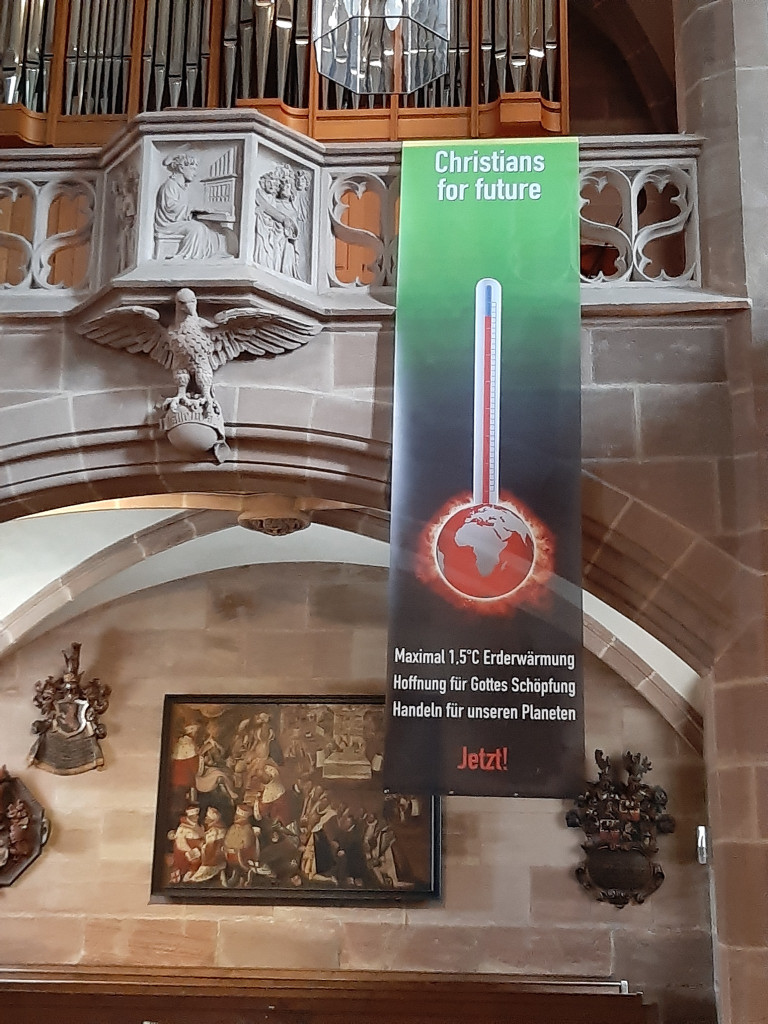 Christians
for future
Maximal 1,5°C Erderwärmung
Hoffnung für Gottes Schöpfung
Handeln für unseren Planeten
Jetzt!